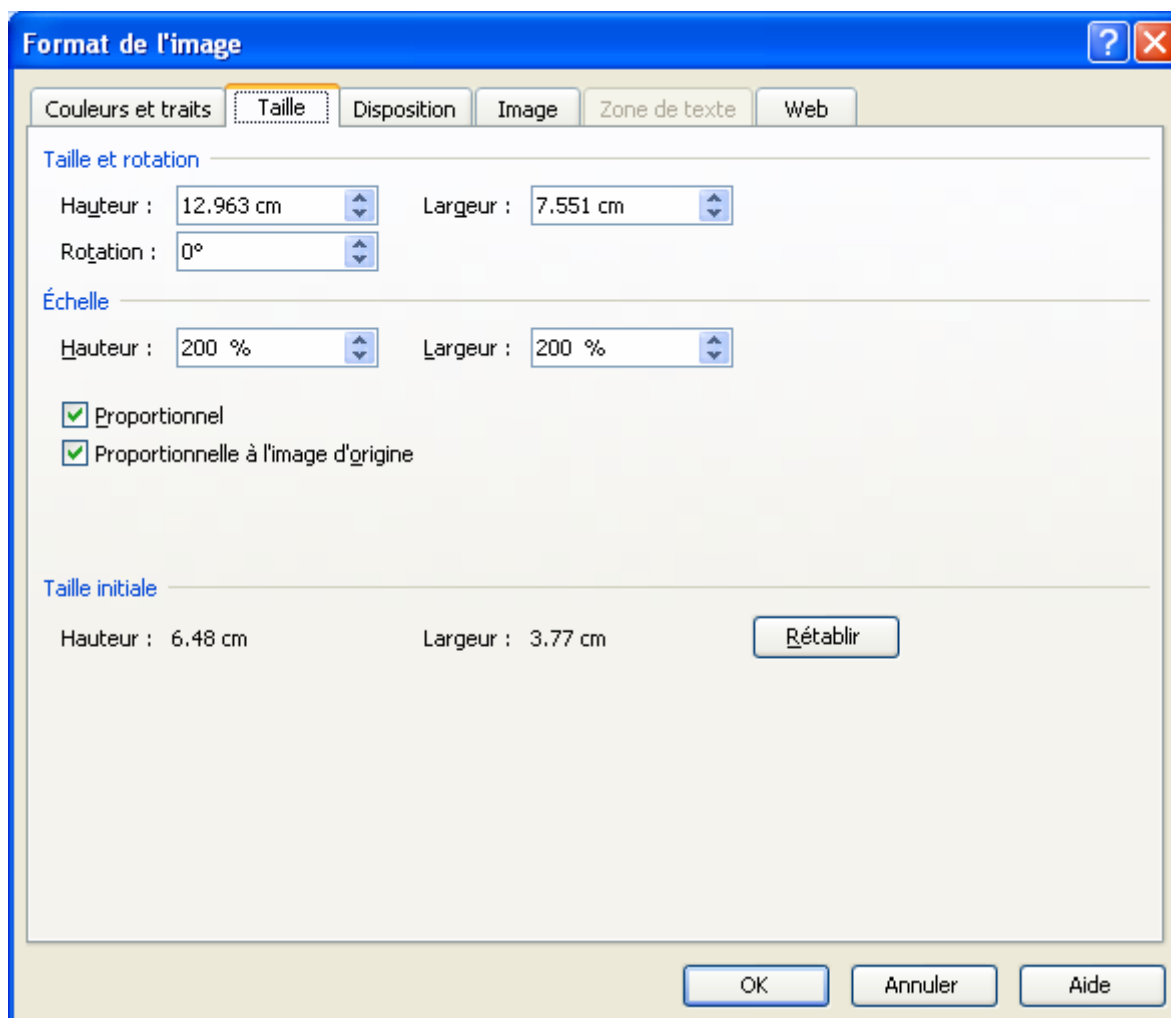 Format de l'image
Couleurs et traits Taille Disposition Image Zone de texte Web
Taille et rotation
Hauteur : 12.963 cm Largeur : 7.551 cm
Rotation : 0°
Échelle
Hauteur : 200 % Largeur : 200 %
Proportionnel
Proportionnelle à l'image d'origine
Taille initiale
Hauteur : 6.48 cm Largeur : 3.77 cm Rétablir
OK Annuler Aide